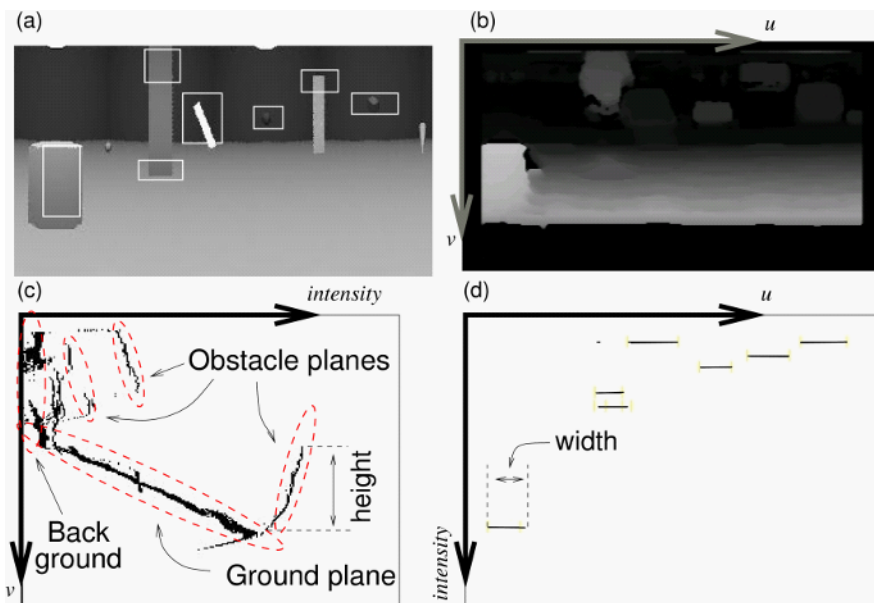 (a)
(b)
u
v
(c)
intensity
Obstacle planes
height
Back
ground
Ground plane
v
(d)
u
width
intensity